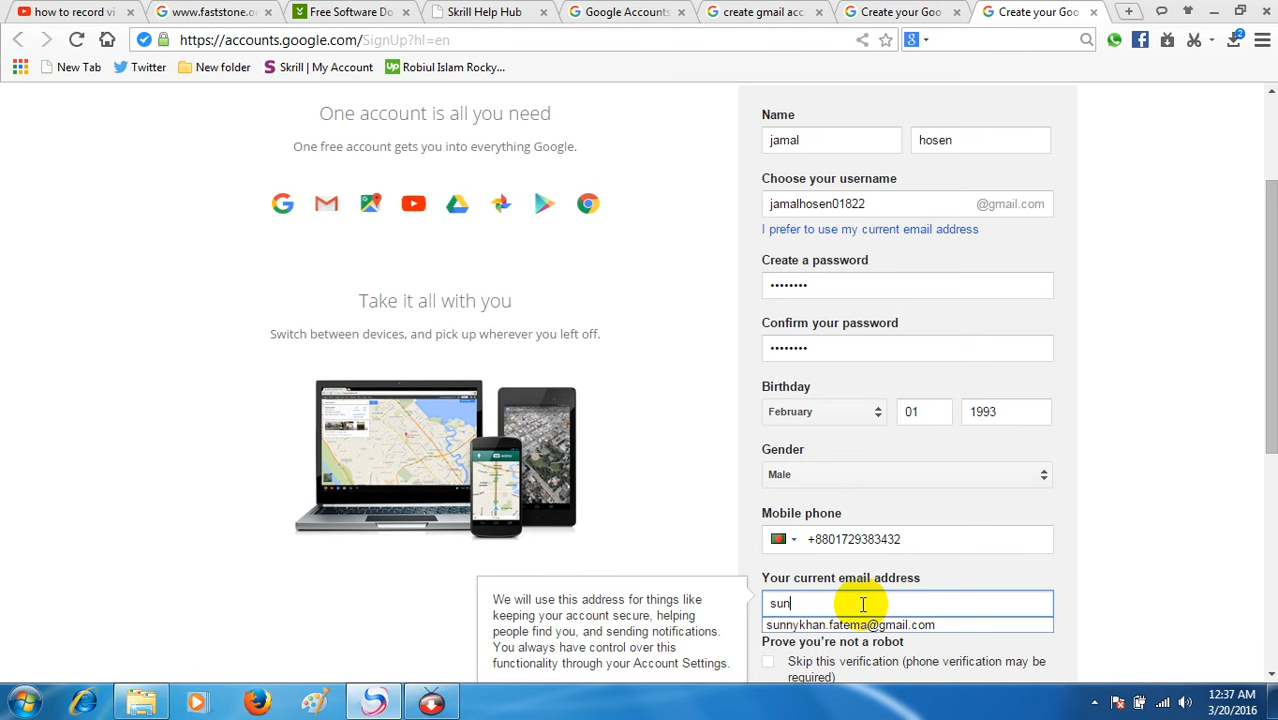 how to record vi
www.faststone.o
Free Software Do
Skrill Help Hub
Google Accounts
create gmail acc
Create your Goo
Create your Goo
https://accounts.google.com/SignUp?hl=en
New Tab
Twitter
New folder
Skrill | My Account
Robiul Islam Rocky...
One account is all you need
One free account gets you into everything Google.
Take it all with you
Switch between devices, and pick up wherever you left off.
Name
jamal
hosen
Choose your username
jamalhosen01822
@gmail.com
I prefer to use my current email address
Create a password
••••••••
Confirm your password
••••••••
Birthday
February
01
1993
Gender
Male
Mobile phone
+8801729383432
Your current email address
sun
sunnykhan.fatema@gmail.com
We will use this address for things like
keeping your account secure, helping
people find you, and sending notifications.
You always have control over this
functionality through your Account Settings.
Prove you're not a robot
Skip this verification (phone verification may be
required)
12:37 AM
3/20/2016